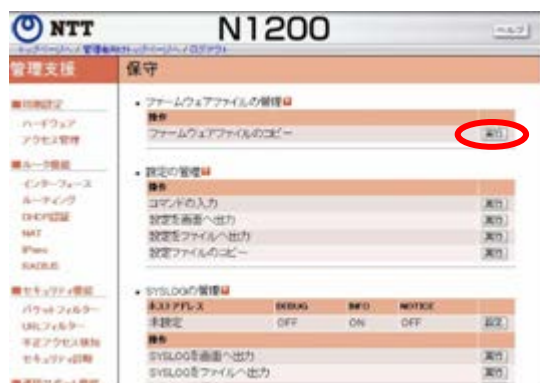 NTT
N1200
ヘルプ
トップページへ / 管理者向けトップページへ / ログアウト
管理支援
保守
■初期設定
ハードウェア
アクセス管理
■ルータ機能
インターフェース
ルーティング
DHCP認証
NAT
IPsec
RADIUS
■セキュリティ機能
パケットフィルター
URLフィルター
不正アクセス検知
セキュリティ診断
• ファームウェアファイルの管理
操作
ファームウェアファイルのコピー
実行
• 設定の管理
操作
コマンドの入力 実行
設定を画面へ出力 実行
設定をファイルへ出力 実行
設定ファイルのコピー 実行
• SYSLOGの管理
ホストアドレス DEBUG INFO NOTICE
未設定 OFF ON OFF 設定
操作
SYSLOGを画面へ出力 実行
SYSLOGをファイルへ出力 実行